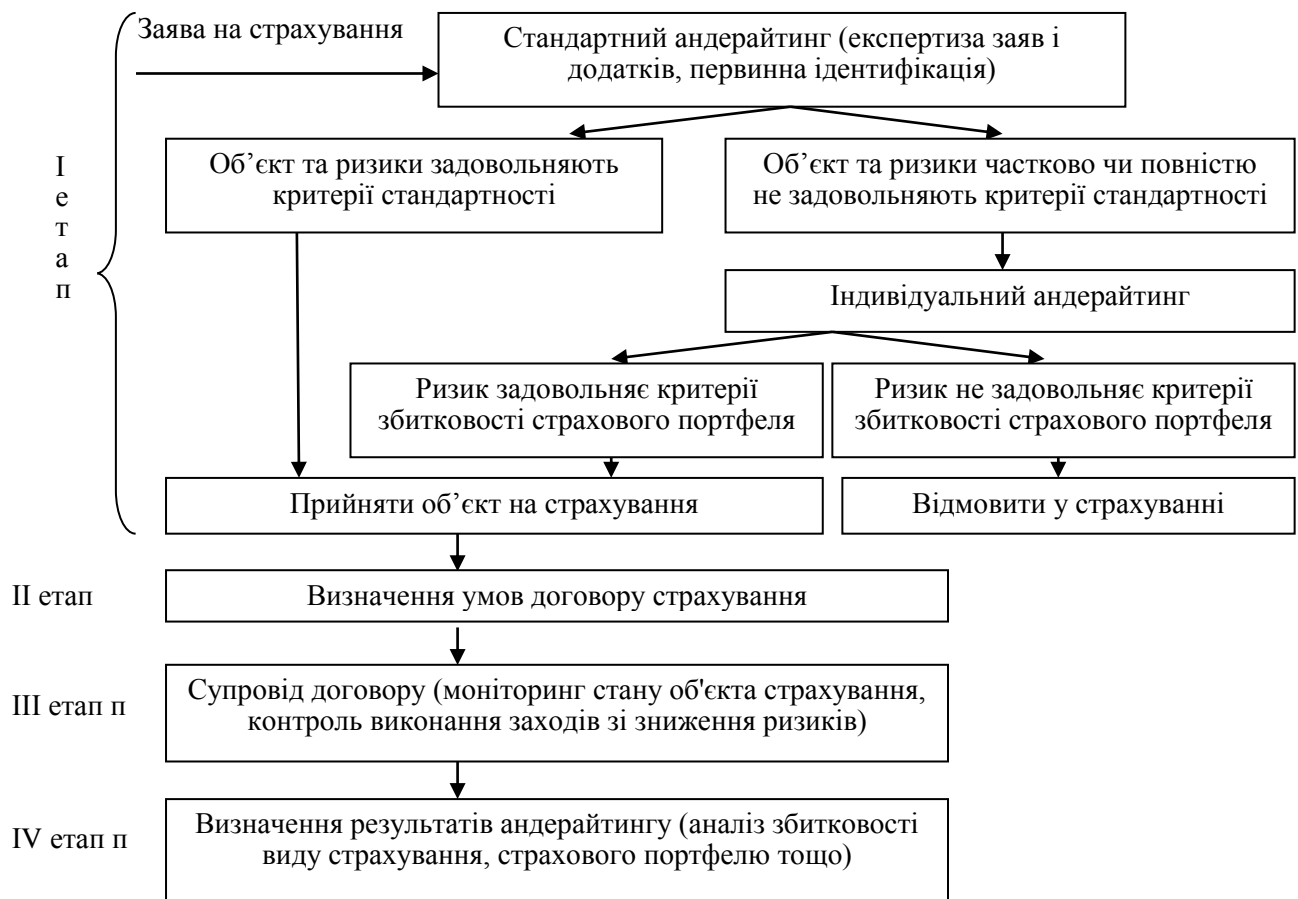 Заява на страхування
Стандартний андерайтинг (експертиза заяв і
додатків, первинна ідентифікація)
І
е
т
а
п
Об’єкт та ризики задовольняють
критерії стандартності
Об’єкт та ризики частково чи повністю
не задовольняють критерії стандартності
Індивідуальний андерайтинг
Ризик задовольняє критерії
збитковості страхового портфеля
Ризик не задовольняє критерії
збитковості страхового портфеля
Прийняти об’єкт на страхування
Відмовити у страхуванні
ІІ етап
Визначення умов договору страхування
ІІІ етап п
Супровід договору (моніторинг стану об'єкта страхування,
контроль виконання заходів зі зниження ризиків)
IV етап п
Визначення результатів андерайтингу (аналіз збитковості
виду страхування, страхового портфелю тощо)